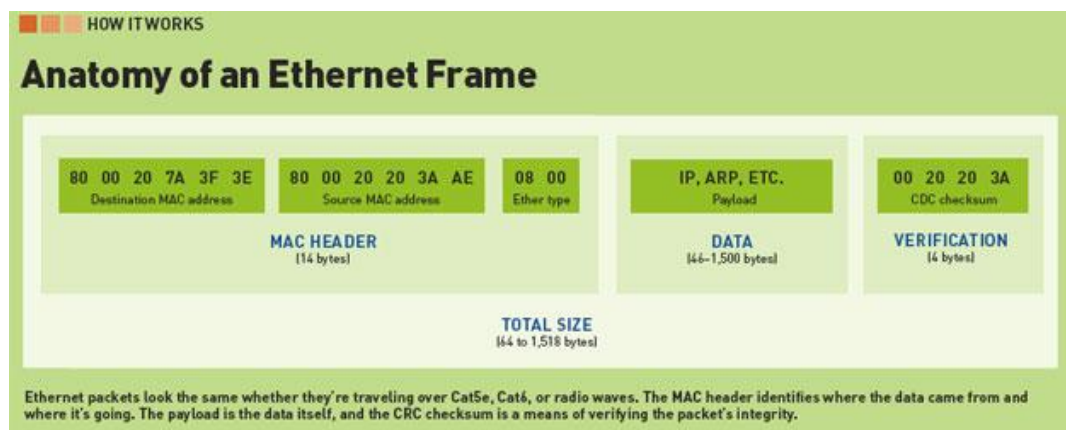 HOW IT WORKS
Anatomy of an Ethernet Frame
80 00 20 7A 3F 3E
Destination MAC address
80 00 20 20 3A AE
Source MAC address
08 00
Ether type
MAC HEADER
(14 bytes)
IP, ARP, ETC.
Payload
DATA
(46–1,500 bytes)
00 20 20 3A
CDC checksum
VERIFICATION
(4 bytes)
TOTAL SIZE
(64 to 1,518 bytes)
Ethernet packets look the same whether they're traveling over Cat5e, Cat6, or radio waves. The MAC header identifies where the data came from and
where it's going. The payload is the data itself, and the CRC checksum is a means of verifying the packet's integrity.